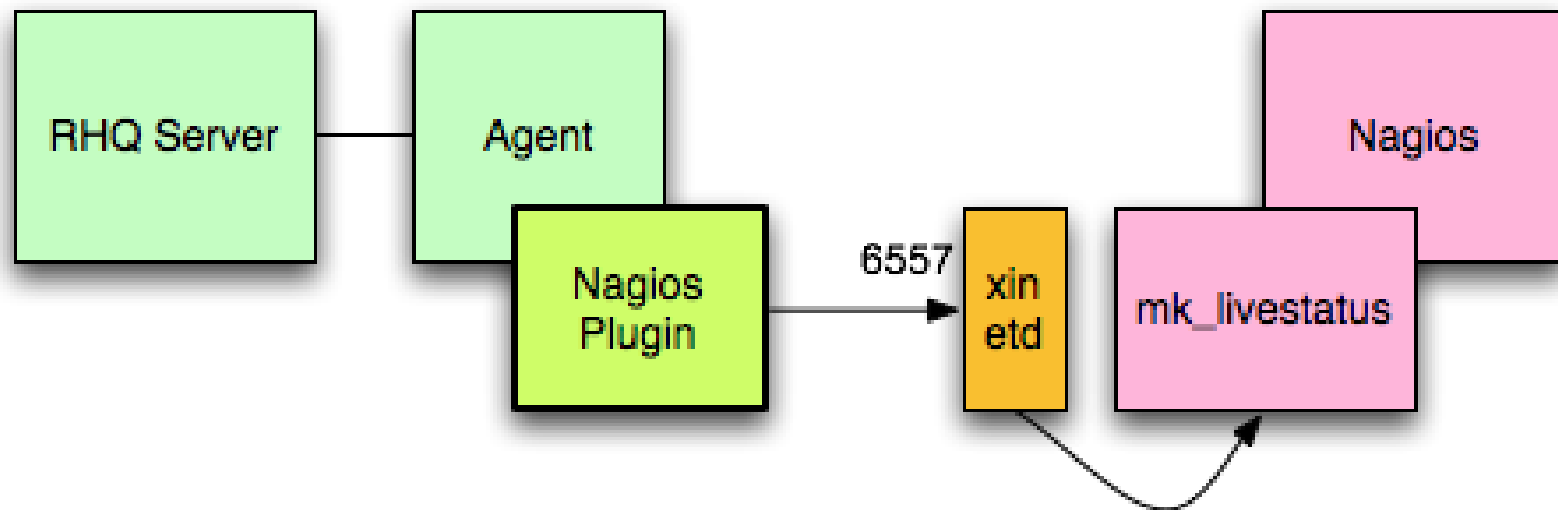 RHQ Server
Agent
Nagios
Nagios
Plugin
6557
xin
etd
mk_livestatus